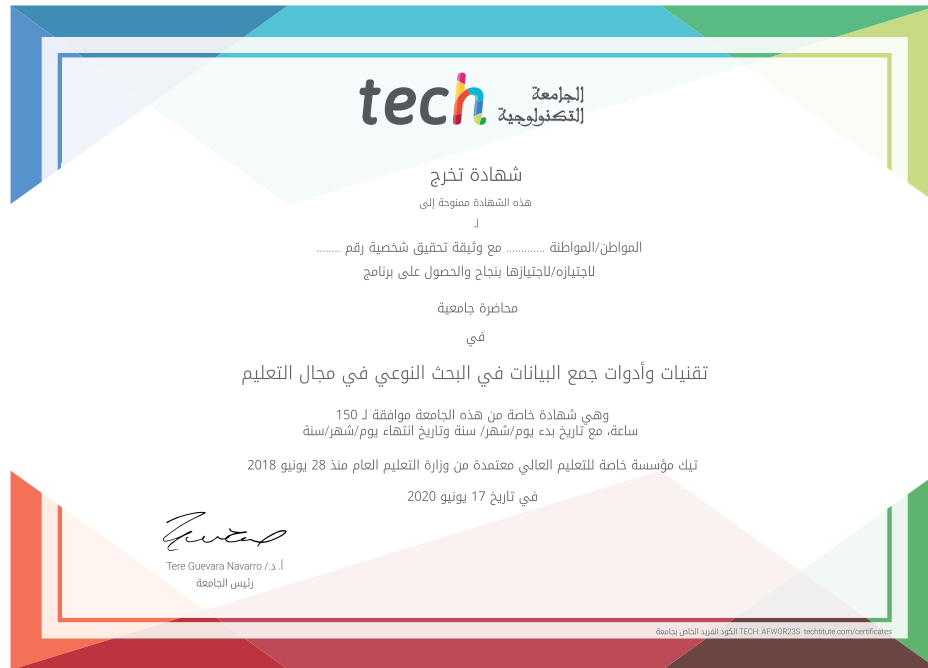 tech الجامعة
التكنولوجية
شهادة تخرج
هذه الشهادة ممنوحة إلى
لـ
المواطن/المواطنة ............ مع وثيقة تحقيق شخصية رقم ........
لاجتيازه/لاجتيازها بنجاح والحصول على برنامج
محاضرة جامعية
في
تقنيات وأدوات جمع البيانات في البحث النوعي في مجال التعليم
وهي شهادة خاصة من هذه الجامعة موافقة لـ 150
ساعة، مع تاريخ بدء يوم/شهر/ سنة وتاريخ انتهاء يوم/شهر/سنة
تيك مؤسسة خاصة للتعليم العالي معتمدة من وزارة التعليم العام منذ 28 يونيو 2018
في تاريخ 17 يونيو 2020
أ. د./ Tere Guevara Navarro
رئيس الجامعة
الكود الفريد الخاص بجامعة TECH: AFWOR23S techtitute.com/certificates